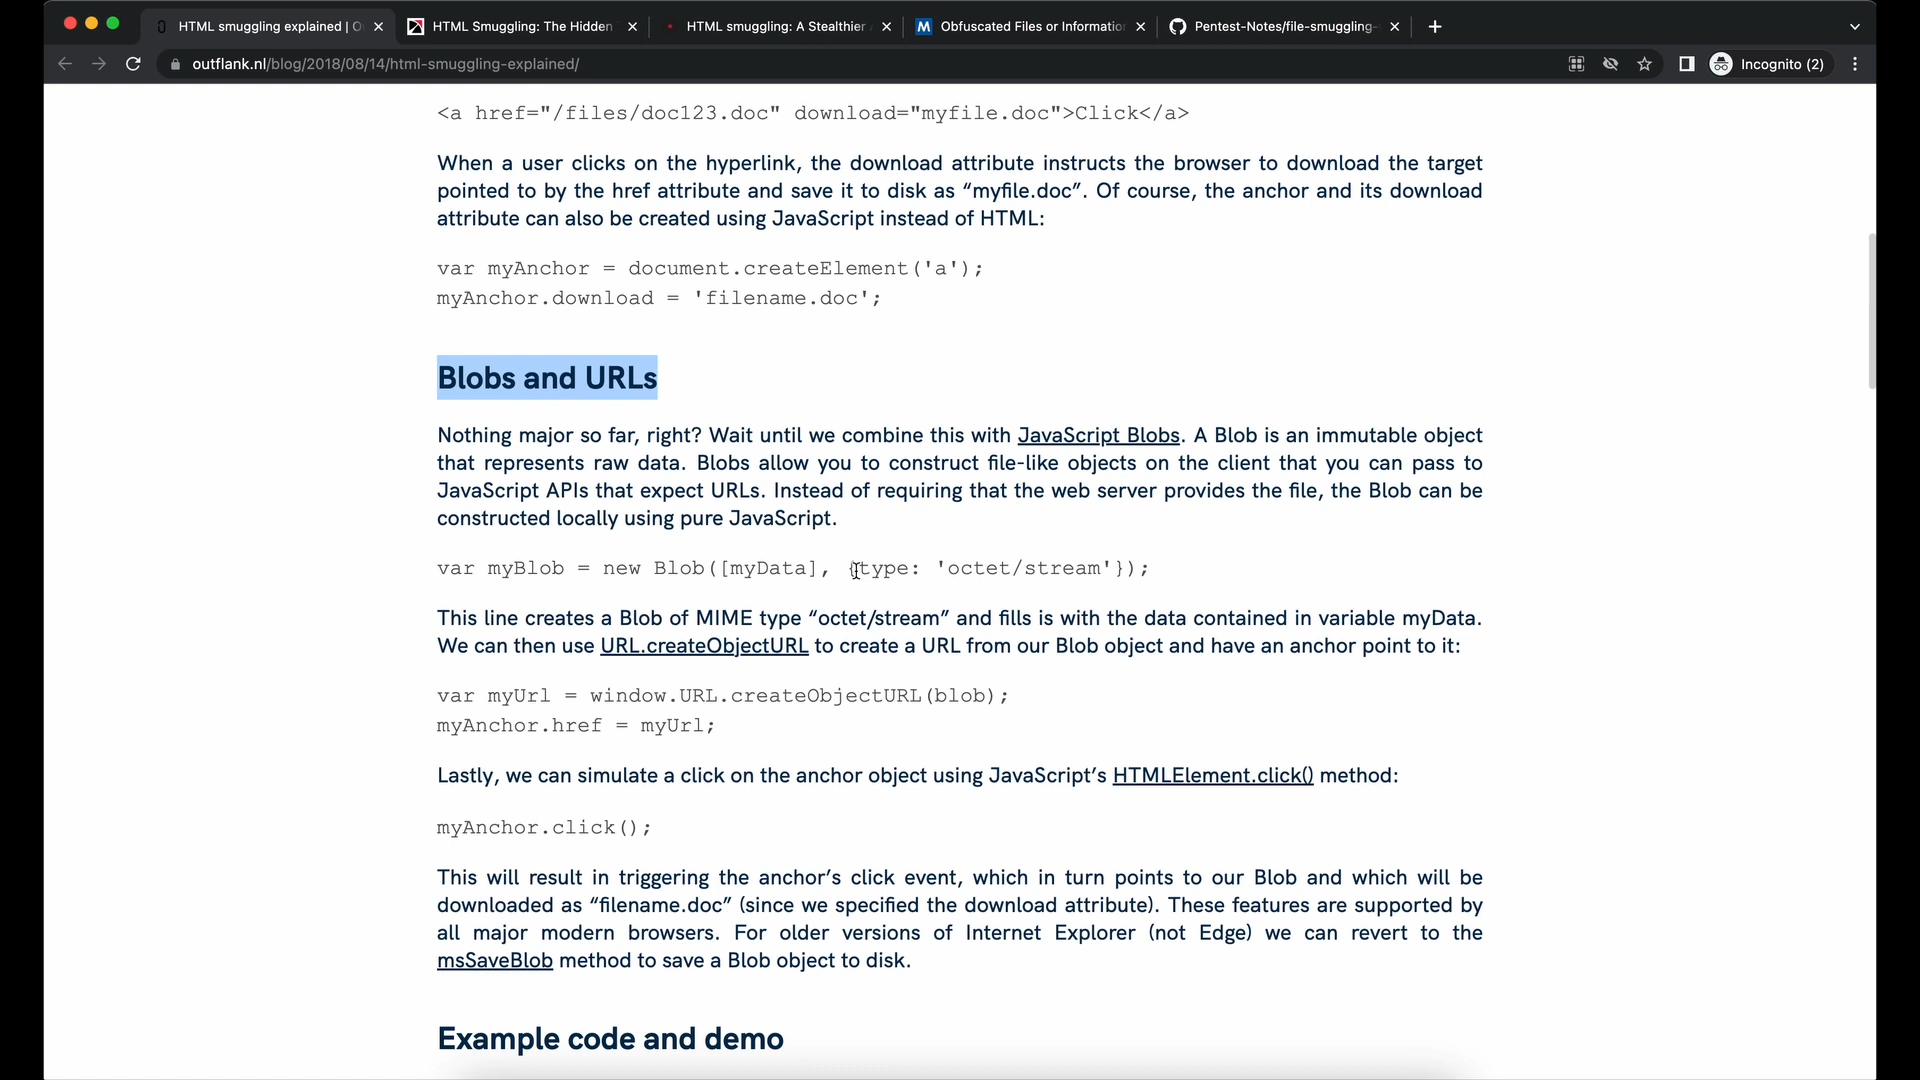 HTML smuggling explained | O
HTML Smuggling: The Hidden
HTML smuggling: A Stealthier
Obfuscated Files or Informatio
Pentest-Notes/file-smuggling-
outflank.nl/blog/2018/08/14/html-smuggling-explained/
Incognito (2)
<a href="/files/doc123.doc" download="myfile.doc">Click</a>
When a user clicks on the hyperlink, the download attribute instructs the browser to download the target
pointed to by the href attribute and save it to disk as “myfile.doc”. Of course, the anchor and its download
attribute can also be created using JavaScript instead of HTML:
var myAnchor = document.createElement('a');
myAnchor.download = 'filename.doc';
Blobs and URLs
Nothing major so far, right? Wait until we combine this with JavaScript Blobs. A Blob is an immutable object
that represents raw data. Blobs allow you to construct file-like objects on the client that you can pass to
JavaScript APIs that expect URLs. Instead of requiring that the web server provides the file, the Blob can be
constructed locally using pure JavaScript.
var myBlob = new Blob([myData], {type: 'octet/stream'});
This line creates a Blob of MIME type “octet/stream” and fills is with the data contained in variable myData.
We can then use URL.createObjectURL to create a URL from our Blob object and have an anchor point to it:
var myUrl = window.URL.createObjectURL(blob);
myAnchor.href = myUrl;
Lastly, we can simulate a click on the anchor object using JavaScript’s HTMLElement.click() method:
myAnchor.click();
This will result in triggering the anchor’s click event, which in turn points to our Blob and which will be
downloaded as “filename.doc” (since we specified the download attribute). These features are supported by
all major modern browsers. For older versions of Internet Explorer (not Edge) we can revert to the
msSaveBlob method to save a Blob object to disk.
Example code and demo